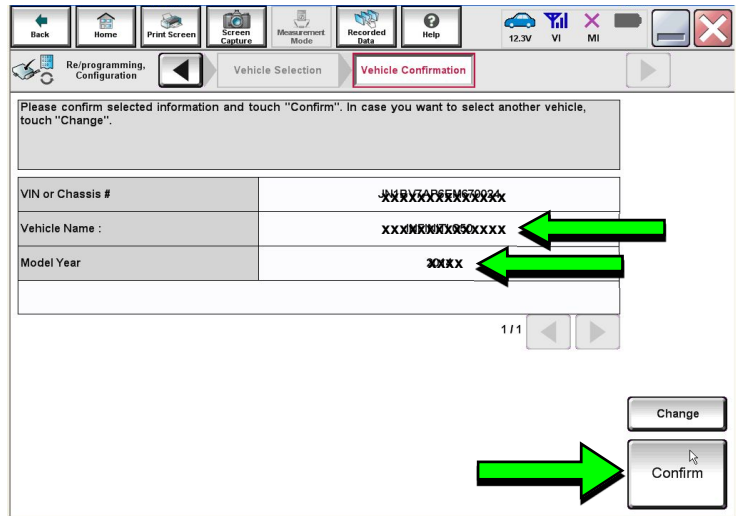 Back
Home
Print Screen
Screen Capture
Measurement Mode
Recorded Data
Help
12.3V
VI
MI
Re/programming, Configuration
Vehicle Selection
Vehicle Confirmation
Please confirm selected information and touch "Confirm". In case you want to select another vehicle,
touch "Change".
VIN or Chassis #
Vehicle Name :
Model Year
1/1
Change
Confirm